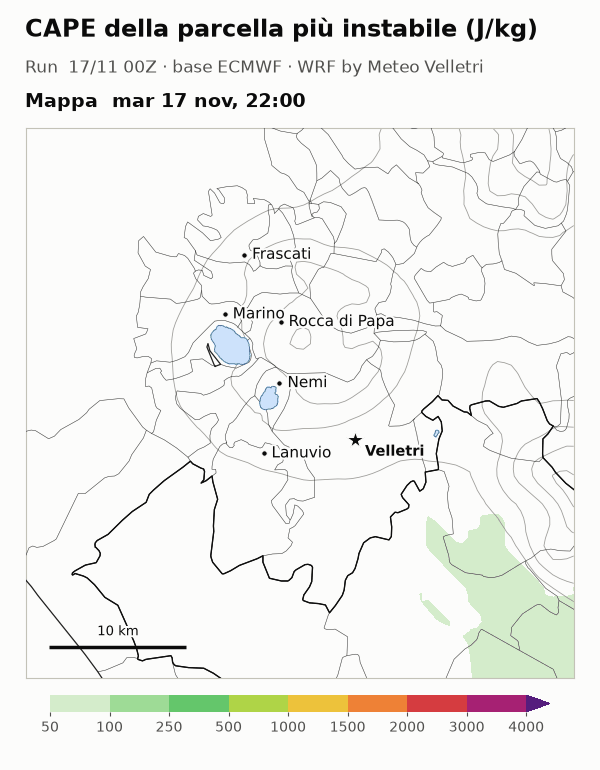 CAPE della parcella più instabile (J/kg)
Run  17/11 00Z · base ECMWF · WRF by Meteo Velletri
Mappa  mar 17 nov, 22:00
Frascati
Marino
Rocca di Papa
Nemi
Velletri
Lanuvio
10 km
50 100 250 500 1000 1500 2000 3000 4000